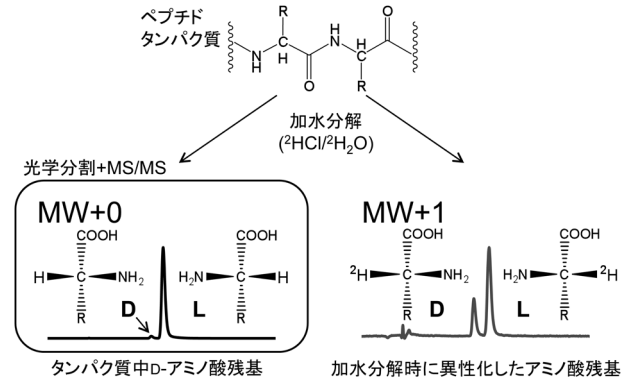 ペプチド
タンパク質
R
H
N
O
N
H
C
H
C
H
O
R
加水分解
(²HCl/²H₂O)
光学分割+MS/MS
MW+0
COOH
H C NH₂
R
D
COOH
H₂N C H
R
L
タンパク質中D-アミノ酸残基
MW+1
COOH
²H C NH₂
R
D
COOH
H₂N C ²H
R
L
加水分解時に異性化したアミノ酸残基